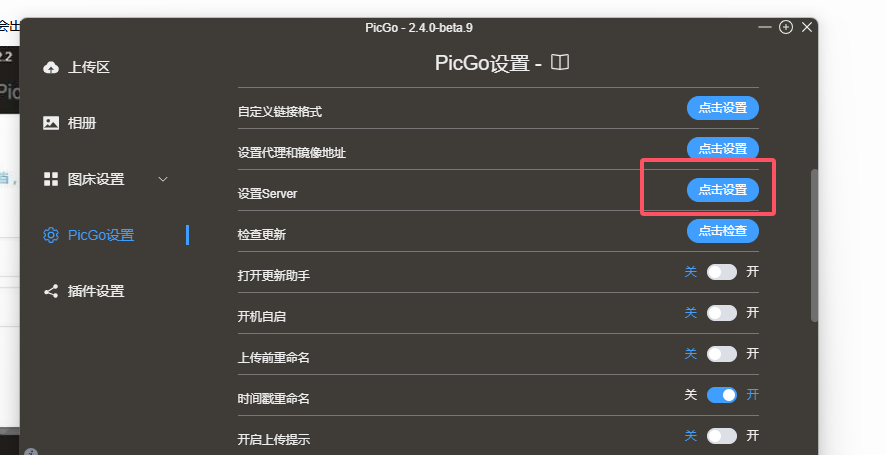 会出
PicGo - 2.4.0-beta.9
2.2
上传区
PicGo设置 -
Pic
相册
自定义链接格式
点击设置
设置代理和镜像地址
点击设置
图床设置
设置Server
点击设置
PicGo设置
检查更新
点击检查
打开更新助手
关 开
插件设置
开机自启
关 开
上传前重命名
关 开
时间戳重命名
关 开
开启上传提示
关 开